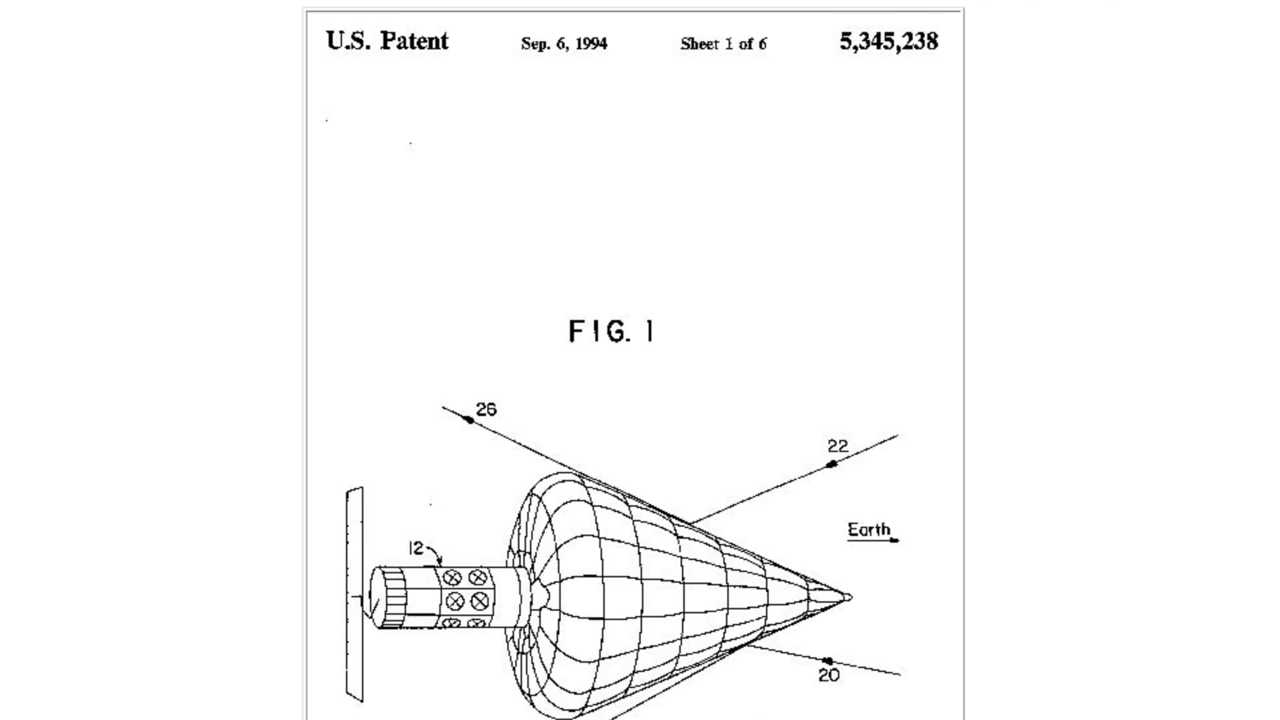 U.S. Patent Sep. 6, 1994 Sheet 1 of 6 5,345,238
FIG. 1
26
22
Earth
12
20